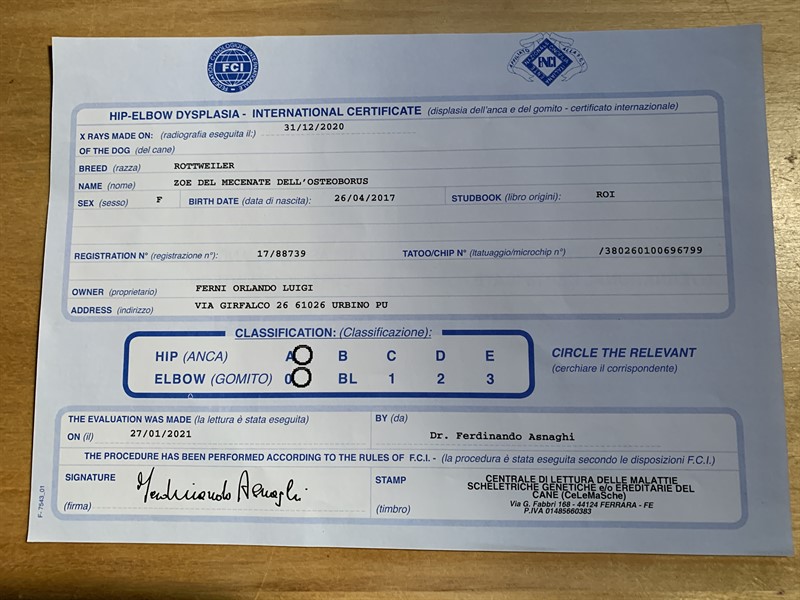 FEDERATION CYNOLOGIQUE INTERNATIONALE
FCI
AFFILIATO ALLA F.C.I.
ENCI
HIP-ELBOW DYSPLASIA - INTERNATIONAL CERTIFICATE (displasia dell'anca e del gomito - certificato internazionale)
X RAYS MADE ON: (radiografia eseguita il:) 31/12/2020
OF THE DOG (del cane)
BREED (razza) ROTTWEILER
NAME (nome) ZOE DEL MECENATE DELL'OSTEOBORUS
SEX (sesso) F BIRTH DATE (data di nascita): 26/04/2017 STUDBOOK (libro origini): ROI
REGISTRATION N° (registrazione n°): 17/88739 TATOO/CHIP N° (ltatuaggio/microchip n°) /380260100696799
OWNER (proprietario) FERNI ORLANDO LUIGI
ADDRESS (indirizzo) VIA GIRFALCO 26 61026 URBINO PU
CLASSIFICATION: (Classificazione):
HIP (ANCA) A B C D E
ELBOW (GOMITO) 0 BL 1 2 3
CIRCLE THE RELEVANT
(cerchiare il corrispondente)
THE EVALUATION WAS MADE (la lettura è stata eseguita)
ON (il) 27/01/2021
BY (da)
Dr. Ferdinando Asnaghi
THE PROCEDURE HAS BEEN PERFORMED ACCORDING TO THE RULES OF F.C.I. - (la procedura è stata eseguita secondo le disposizioni F.C.I.)
SIGNATURE
Ferdinando Asnaghi
(firma)
STAMP
(timbro)
CENTRALE DI LETTURA DELLE MALATTIE
SCHELETRICHE GENETICHE e/o EREDITARIE DEL
CANE (CeLeMaSche)
Via G. Fabbri 168 - 44124 FERRARA - FE
P.IVA 01485660383
F-7543_01